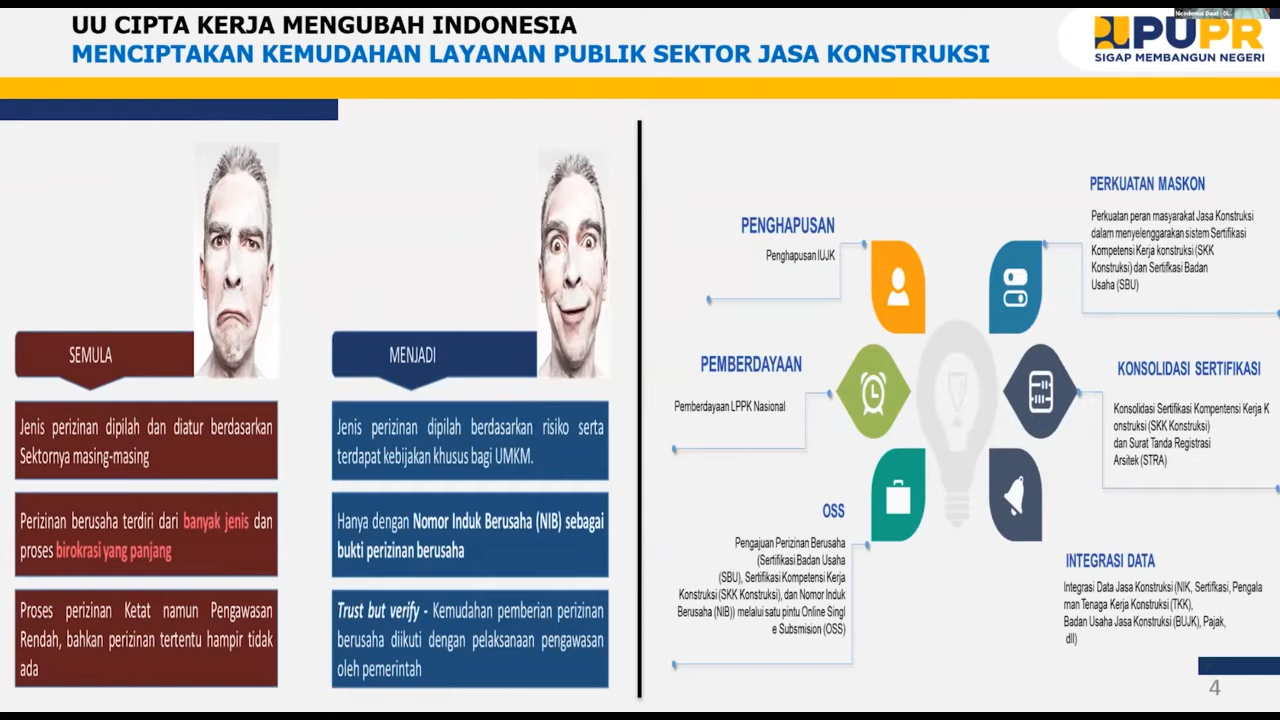 UU CIPTA KERJA MENGUBAH INDONESIA
MENCIPTAKAN KEMUDAHAN LAYANAN PUBLIK SEKTOR JASA KONSTRUKSI
PUPR
SIGAP MEMBANGUN NEGERI
SEMULA
Jenis perizinan dipilah dan diatur berdasarkan
Sektornya masing-masing
Perizinan berusaha terdiri dari banyak jenis dan
proses birokrasi yang panjang
Proses perizinan Ketat namun Pengawasan
Rendah, bahkan perizinan tertentu hampir tidak
ada
MENJADI
Jenis perizinan dipilah berdasarkan risiko serta
terdapat kebijakan khusus bagi UMKM.
Hanya dengan Nomor Induk Berusaha (NIB) sebagai
bukti perizinan berusaha
Trust but verify - Kemudahan pemberian perizinan
berusaha diikuti dengan pelaksanaan pengawasan
oleh pemerintah
PENGHAPUSAN
Penghapusan IUJK
PEMBERDAYAAN
Pemberdayaan LPPK Nasional
OSS
Pengajuan Perizinan Berusaha
(Sertifikasi Badan Usaha
(SBU), Sertifikasi Kompetensi Kerja
Konstruksi (SKK Konstruksi), dan Nomor Induk
Berusaha (NIB)) melalui satu pintu Online Singl
e Subsmision (OSS)
PERKUATAN MASKON
Perkuatan peran masyarakat Jasa Konstruksi
dalam menyelenggarakan sistem Sertifikasi
Kompetensi Kerja konstruksi (SKK
Konstruksi) dan Sertifkasi Badan
Usaha (SBU)
KONSOLIDASI SERTIFIKASI
Konsolidasi Sertifikasi Kompentensi Kerja K
onstruksi (SKK Konstruksi)
dan Surat Tanda Registrasi
Arsitek (STRA)
INTEGRASI DATA
Integrasi Data Jasa Konstruksi (NIK, Sertifkasi, Pengala
man Tenaga Kerja Konstruksi (TKK),
Badan Usaha Jasa Konstruksi (BUJK), Pajak,
dll)
4